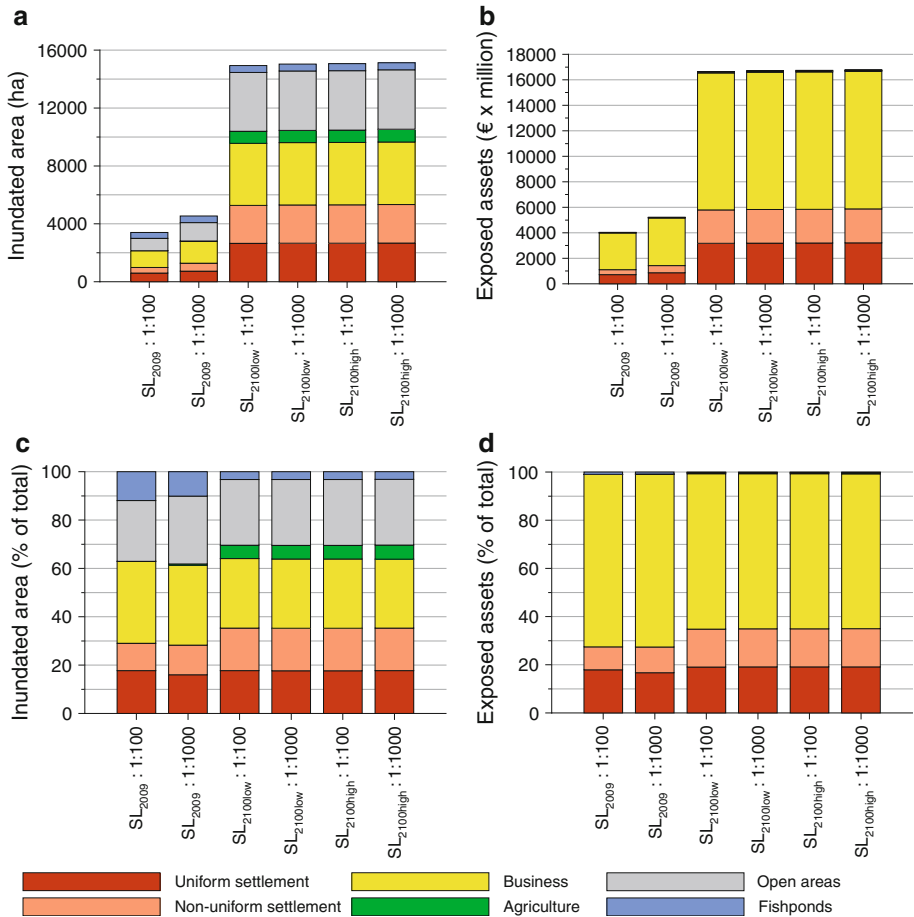 a
Inundated area (ha)
16000
12000
8000
4000
0
SL2009 : 1:100
SL2009 : 1:1000
SL2100low : 1:100
SL2100low : 1:1000
SL2100high : 1:100
SL2100high : 1:1000
b
Exposed assets (€ x million)
18000
16000
14000
12000
10000
8000
6000
4000
2000
0
SL2009 : 1:100
SL2009 : 1:1000
SL2100low : 1:100
SL2100low : 1:1000
SL2100high : 1:100
SL2100high : 1:1000
c
Inundated area (% of total)
100
80
60
40
20
0
SL2009 : 1:100
SL2009 : 1:1000
SL2100low : 1:100
SL2100low : 1:1000
SL2100high : 1:100
SL2100high : 1:1000
d
Exposed assets (% of total)
100
80
60
40
20
0
SL2009 : 1:100
SL2009 : 1:1000
SL2100low : 1:100
SL2100low : 1:1000
SL2100high : 1:100
SL2100high : 1:1000
Uniform settlement
Business
Open areas
Non-uniform settlement
Agriculture
Fishponds